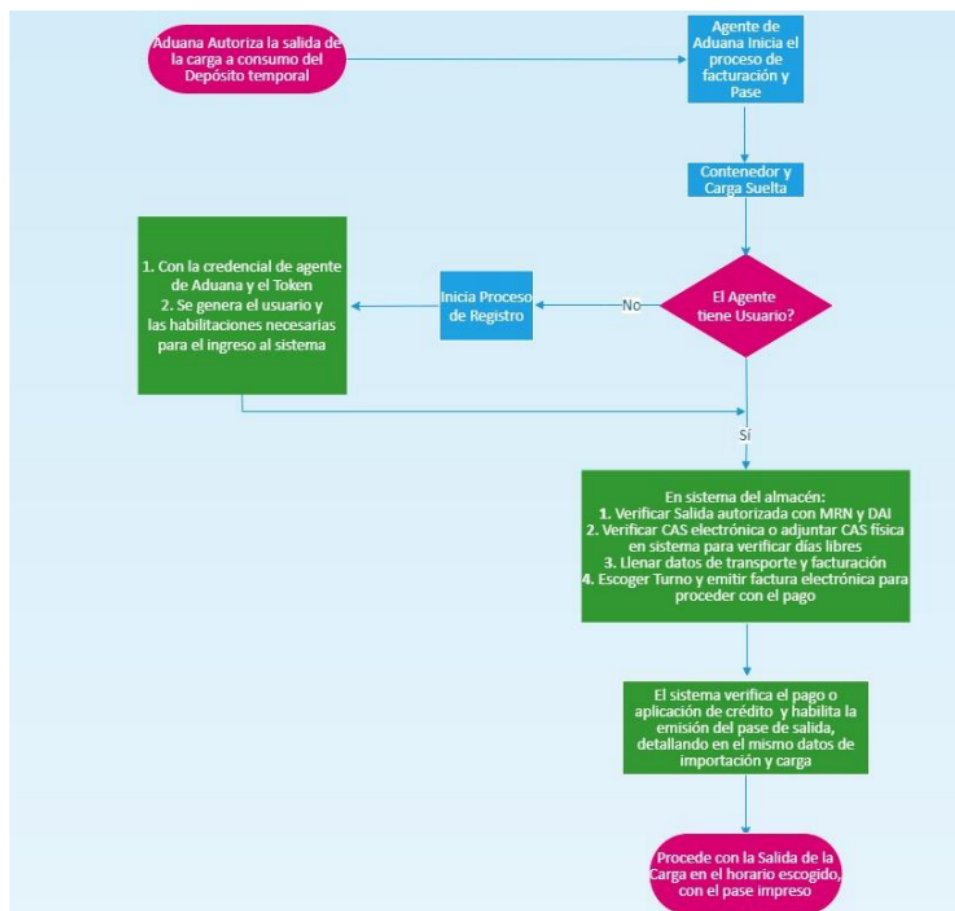 Aduana Autoriza la salida de
la carga a consumo del
Depósito temporal
Agente de
Aduana Inicia el
proceso de
facturación y
Pase
Contenedor y
Carga Suelta
El Agente
tiene Usuario?
No
Inicia Proceso
de Registro
1. Con la credencial de agente
de Aduana y el Token
2. Se genera el usuario y
las habilitaciones necesarias
para el ingreso al sistema
Sí
En sistema del almacén:
1. Verificar Salida autorizada con MRN y DAI
2. Verificar CAS electrónica o adjuntar CAS física
en sistema para verificar días libres
3. Llenar datos de transporte y facturación
4. Escoger Turno y emitir factura electrónica para
proceder con el pago
El sistema verifica el pago o
aplicación de crédito y habilita la
emisión del pase de salida,
detallando en el mismo datos de
importación y carga
Procede con la Salida de la
Carga en el horario escogido,
con el pase impreso